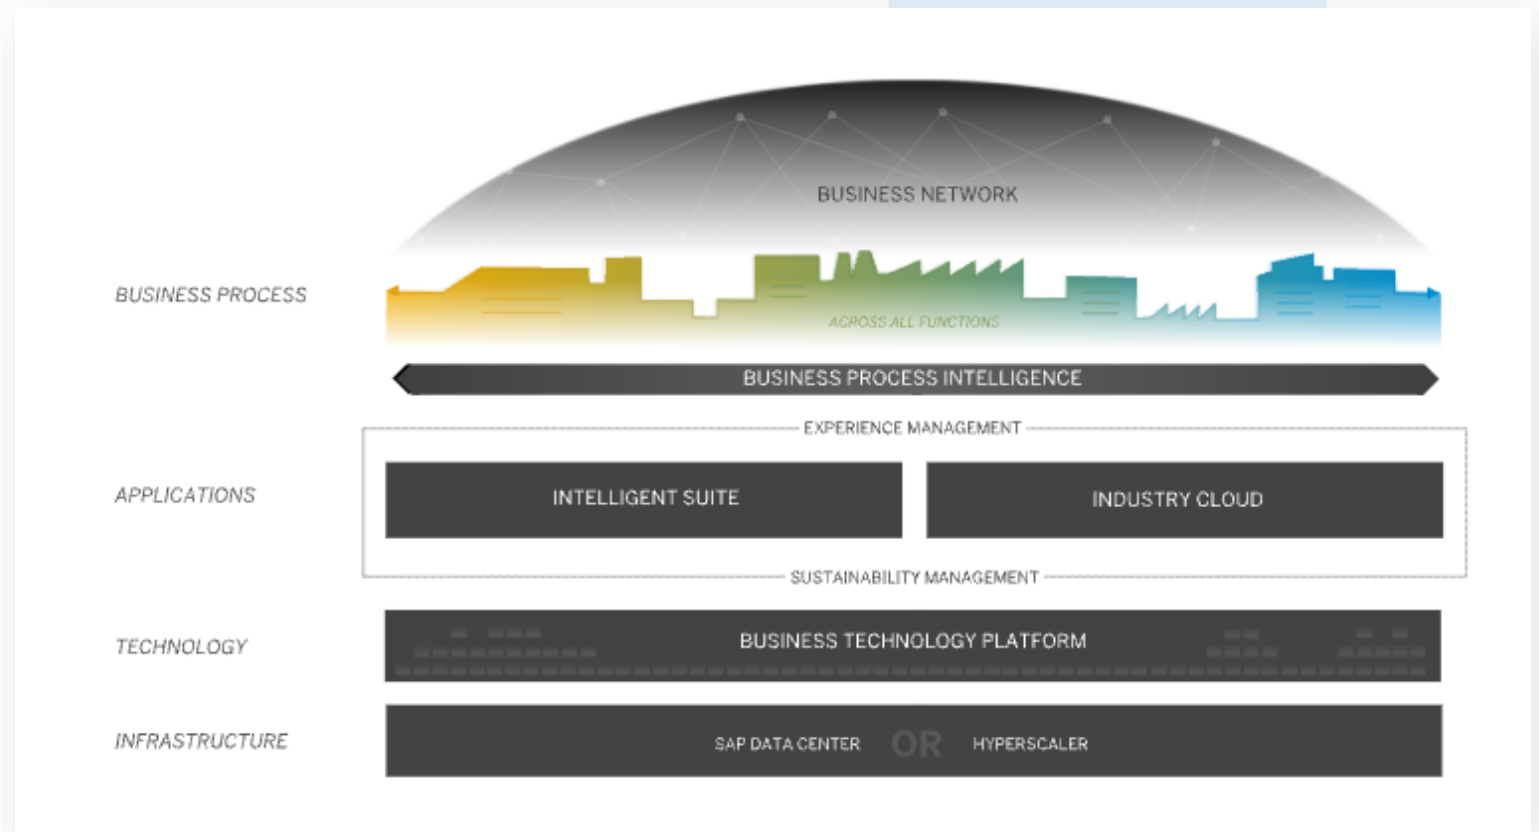 BUSINESS NETWORK
BUSINESS PROCESS
ACROSS ALL FUNCTIONS
BUSINESS PROCESS INTELLIGENCE
EXPERIENCE MANAGEMENT
APPLICATIONS
INTELLIGENT SUITE
INDUSTRY CLOUD
SUSTAINABILITY MANAGEMENT
TECHNOLOGY
BUSINESS TECHNOLOGY PLATFORM
INFRASTRUCTURE
SAP DATA CENTER OR HYPERSCALER